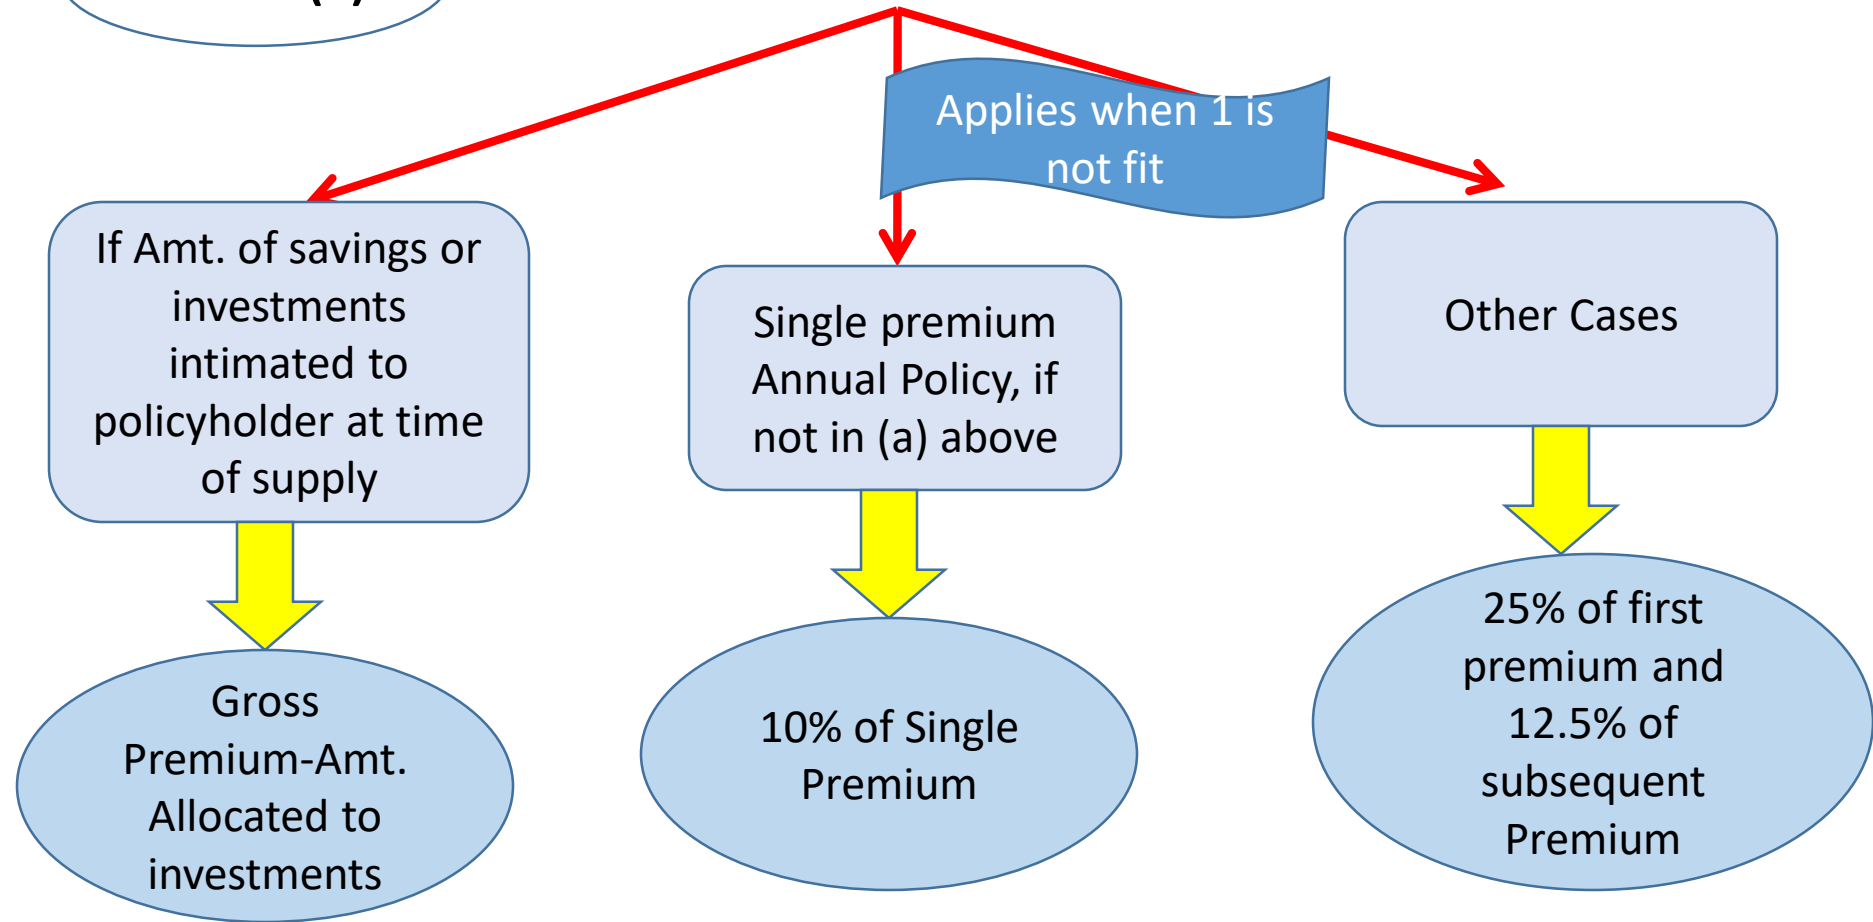 Applies when 1 is
not fit
If Amt. of savings or
investments
intimated to
policyholder at time
of supply
Single premium
Annual Policy, if
not in (a) above
Other Cases
Gross
Premium-Amt.
Allocated to
investments
10% of Single
Premium
25% of first
premium and
12.5% of
subsequent
Premium